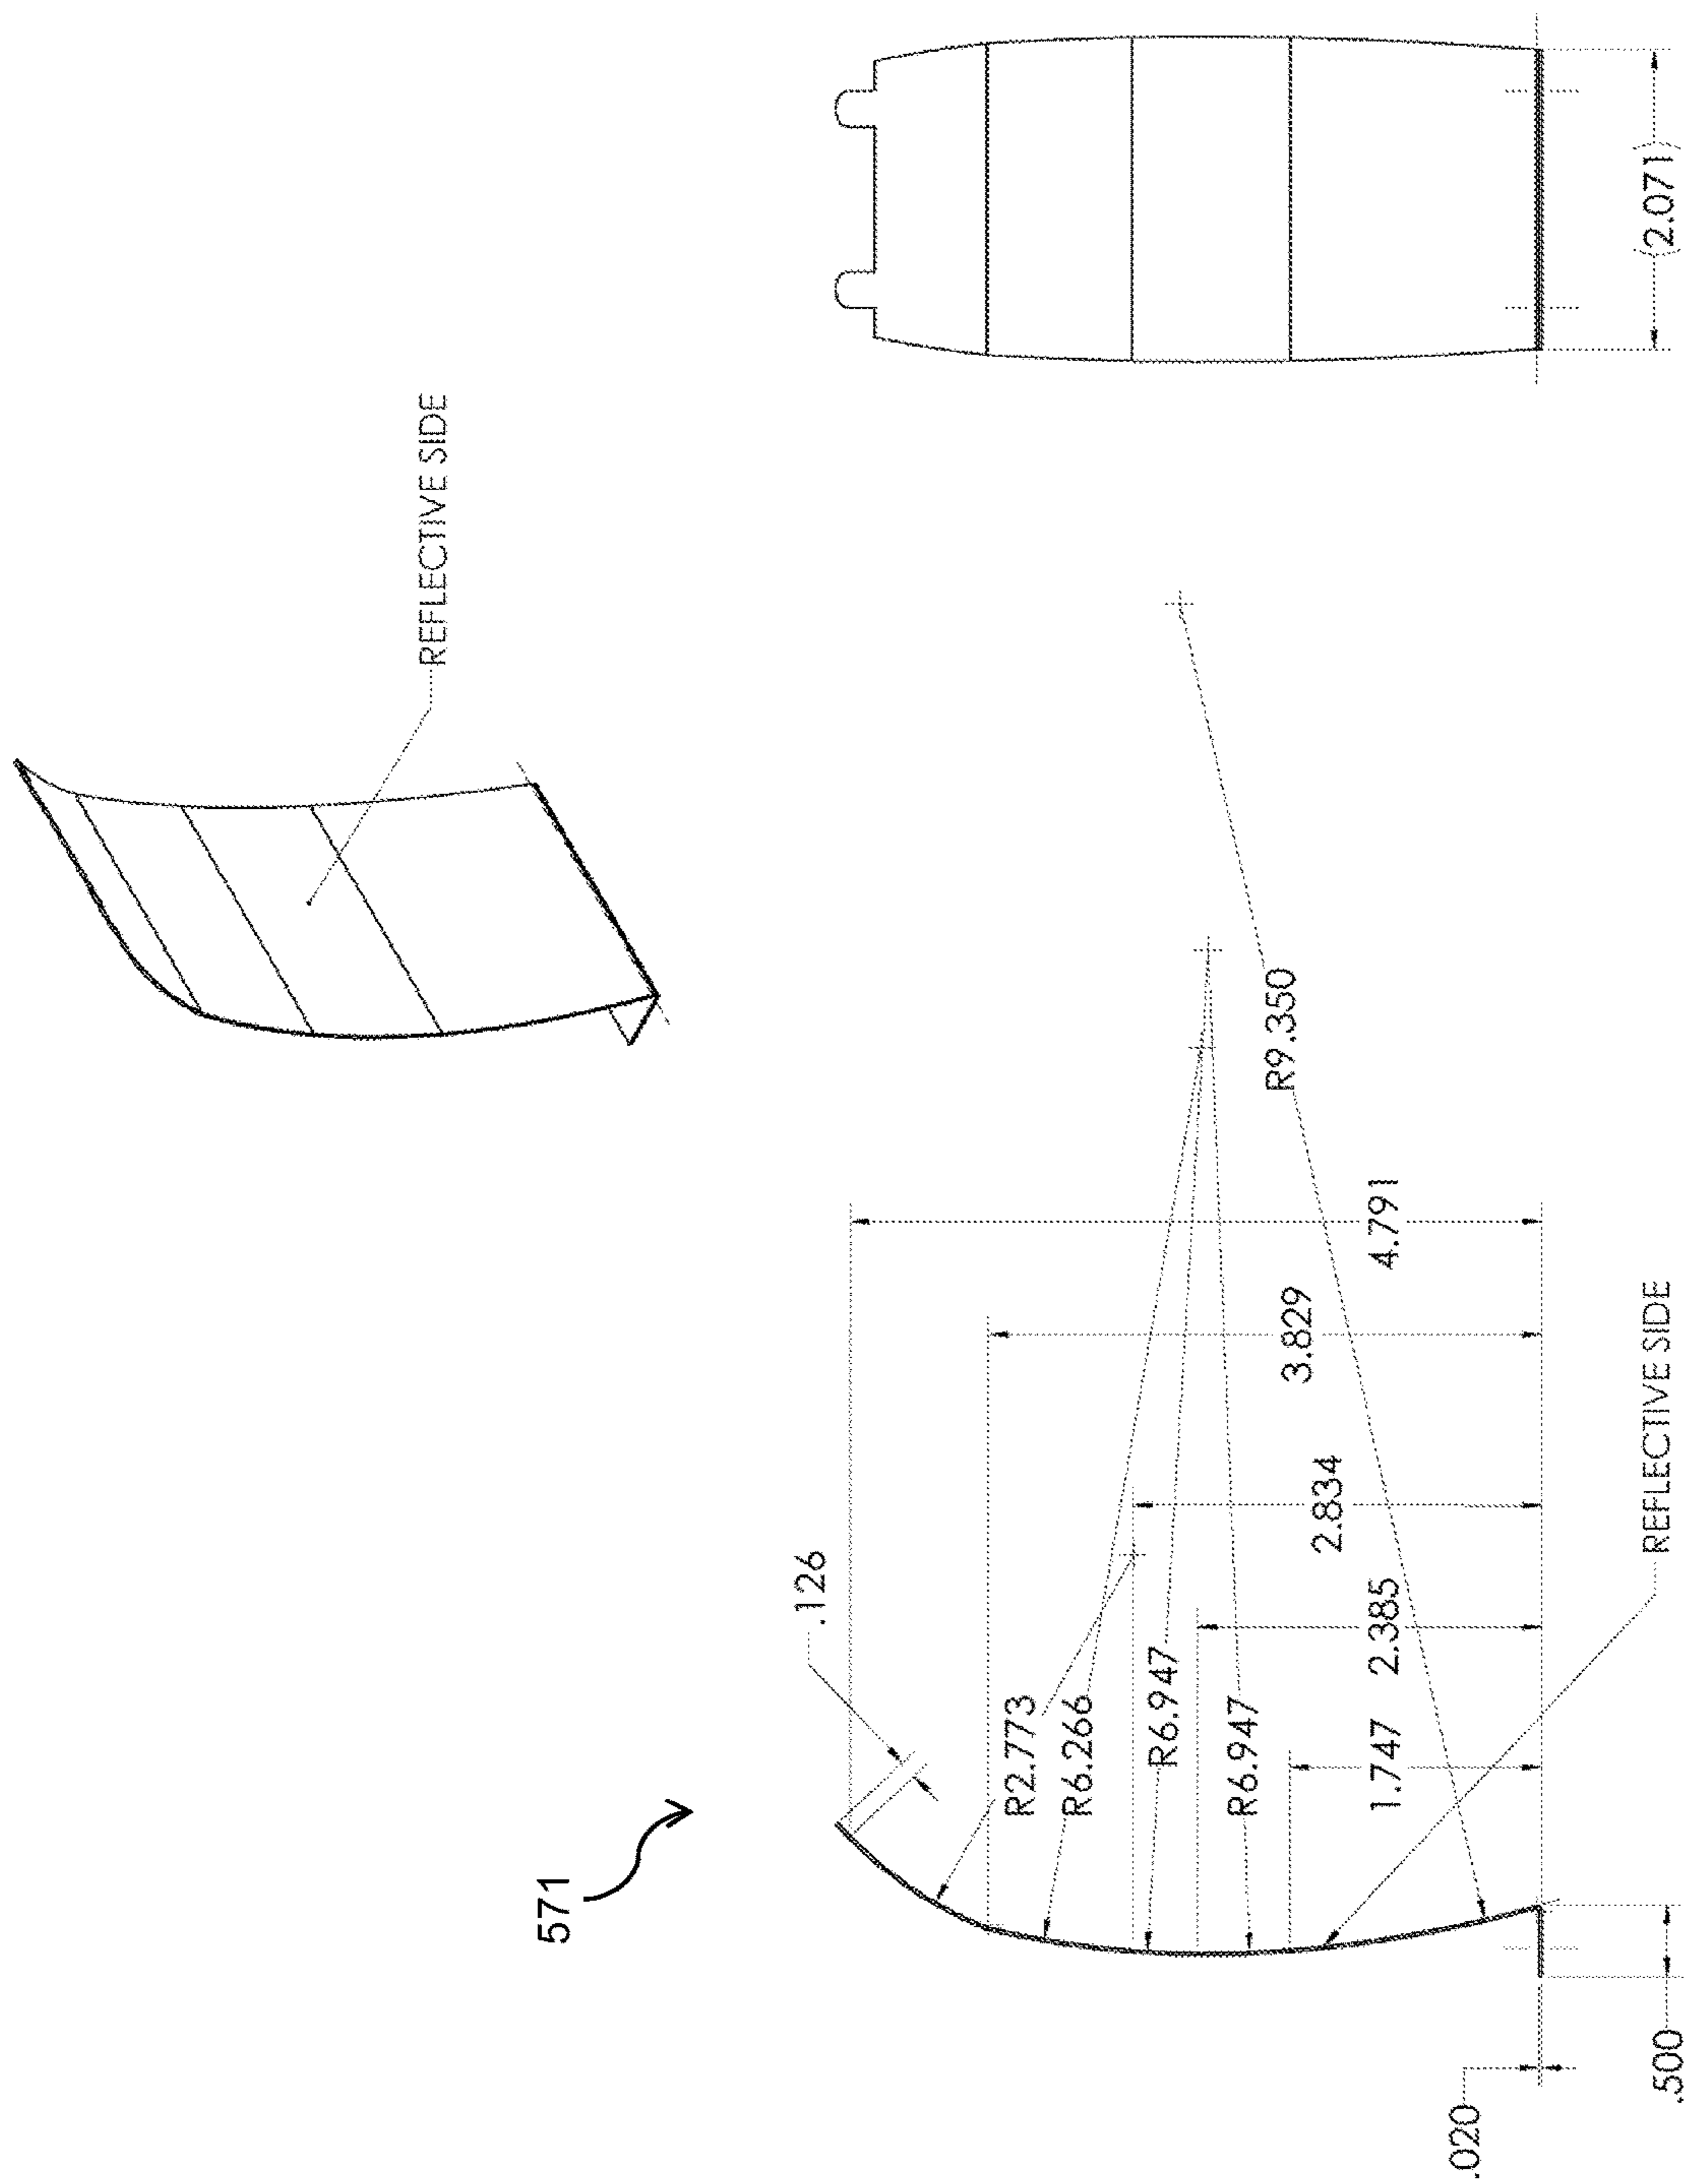 REFLECTIVE SIDE
(2.071)
571
.126
R2.773
R6.266
R6.947
R6.947
R9.350
1.747
2.385
2.834
3.829
4.791
REFLECTIVE SIDE
.020
.500